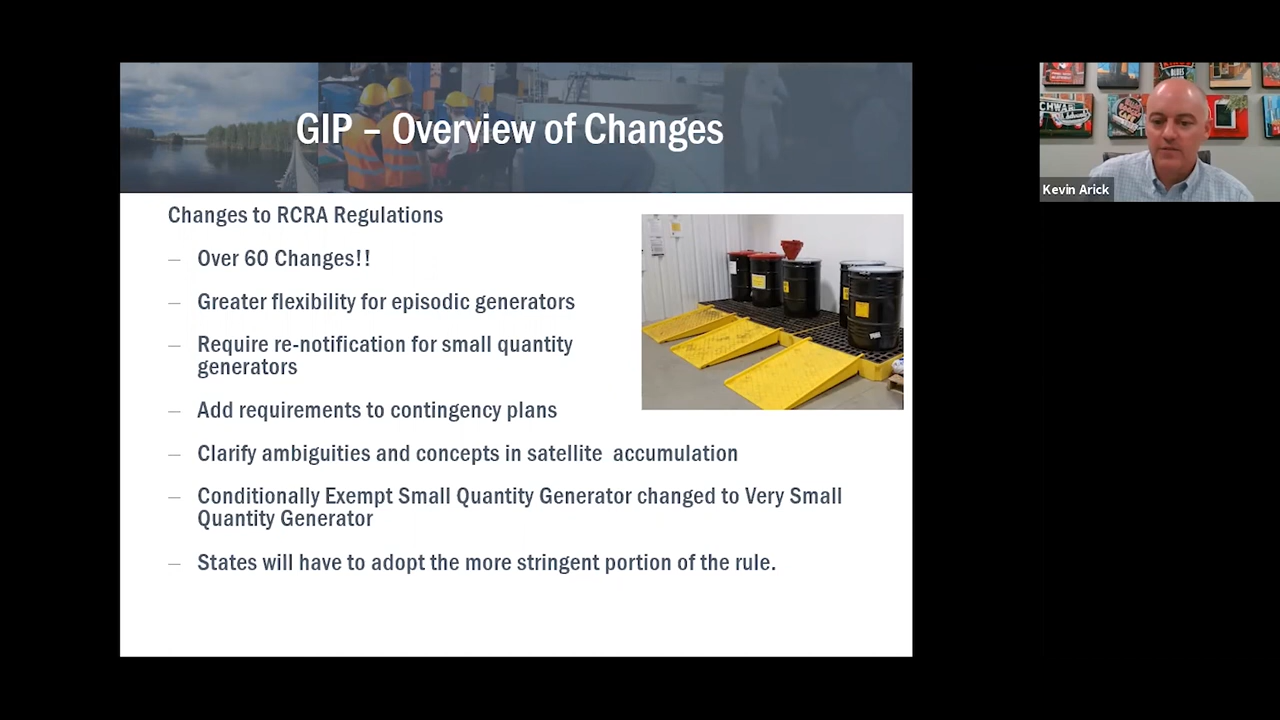 GIP – Overview of Changes
Changes to RCRA Regulations
– Over 60 Changes!!
– Greater flexibility for episodic generators
– Require re-notification for small quantity
generators
– Add requirements to contingency plans
– Clarify ambiguities and concepts in satellite accumulation
– Conditionally Exempt Small Quantity Generator changed to Very Small
Quantity Generator
– States will have to adopt the more stringent portion of the rule.
BLUES
Kevin Arick